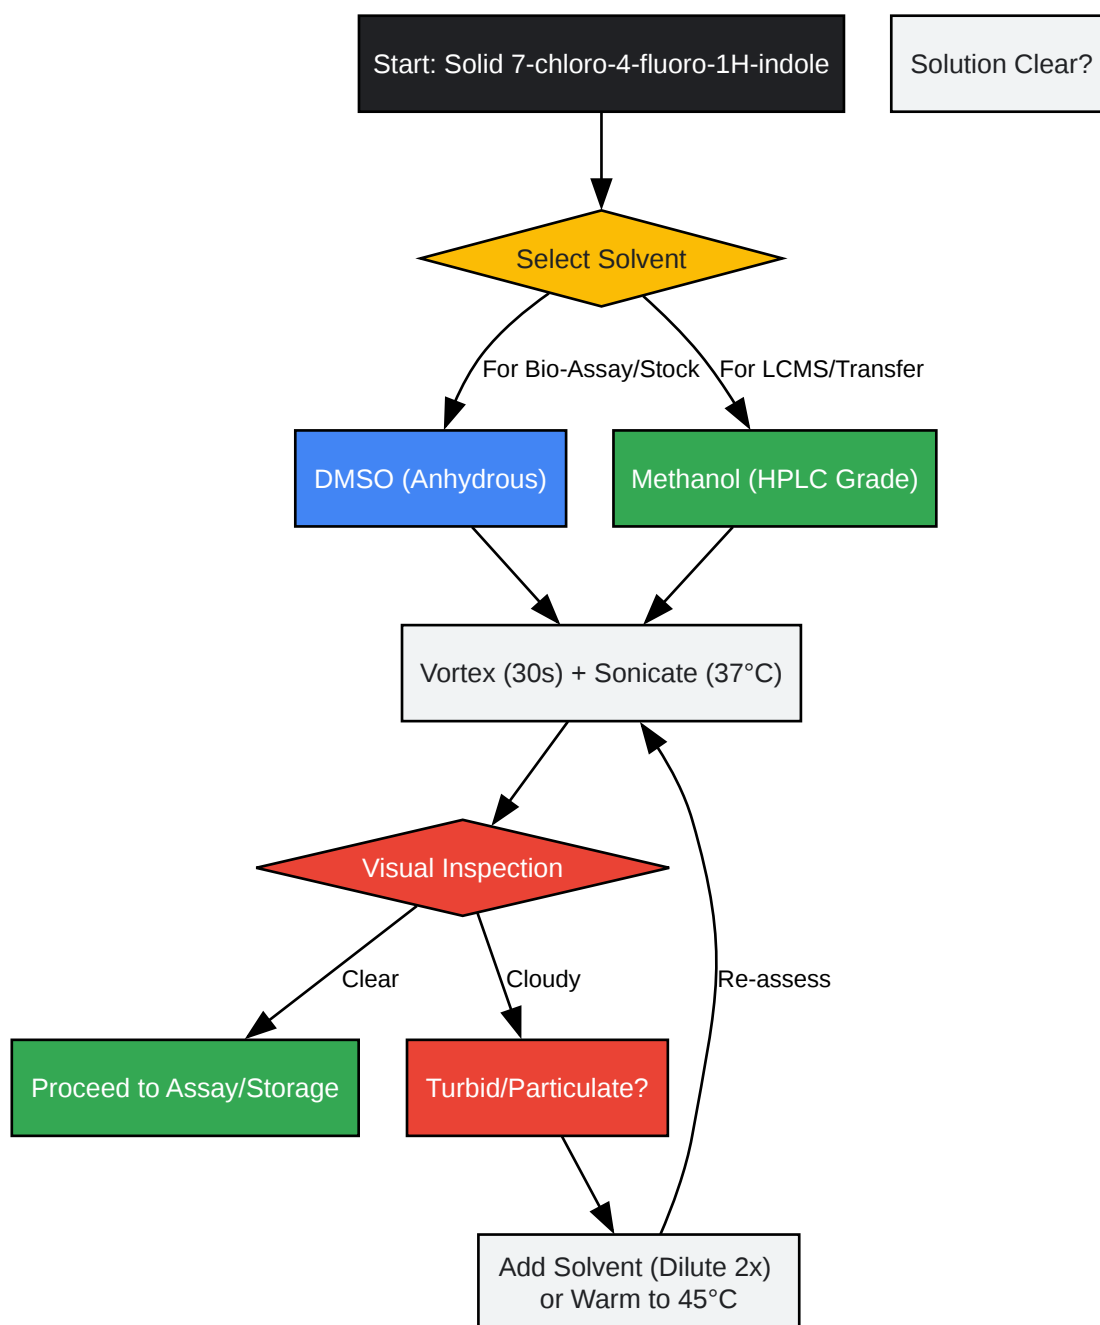 Start: Solid 7-chloro-4-fluoro-1H-indole
Solution Clear?
Select Solvent
For Bio-Assay/Stock
For LCMS/Transfer
DMSO (Anhydrous)
Methanol (HPLC Grade)
Vortex (30s) + Sonicate (37°C)
Visual Inspection
Clear
Cloudy
Re-assess
Proceed to Assay/Storage
Turbid/Particulate?
Add Solvent (Dilute 2x)
or Warm to 45°C